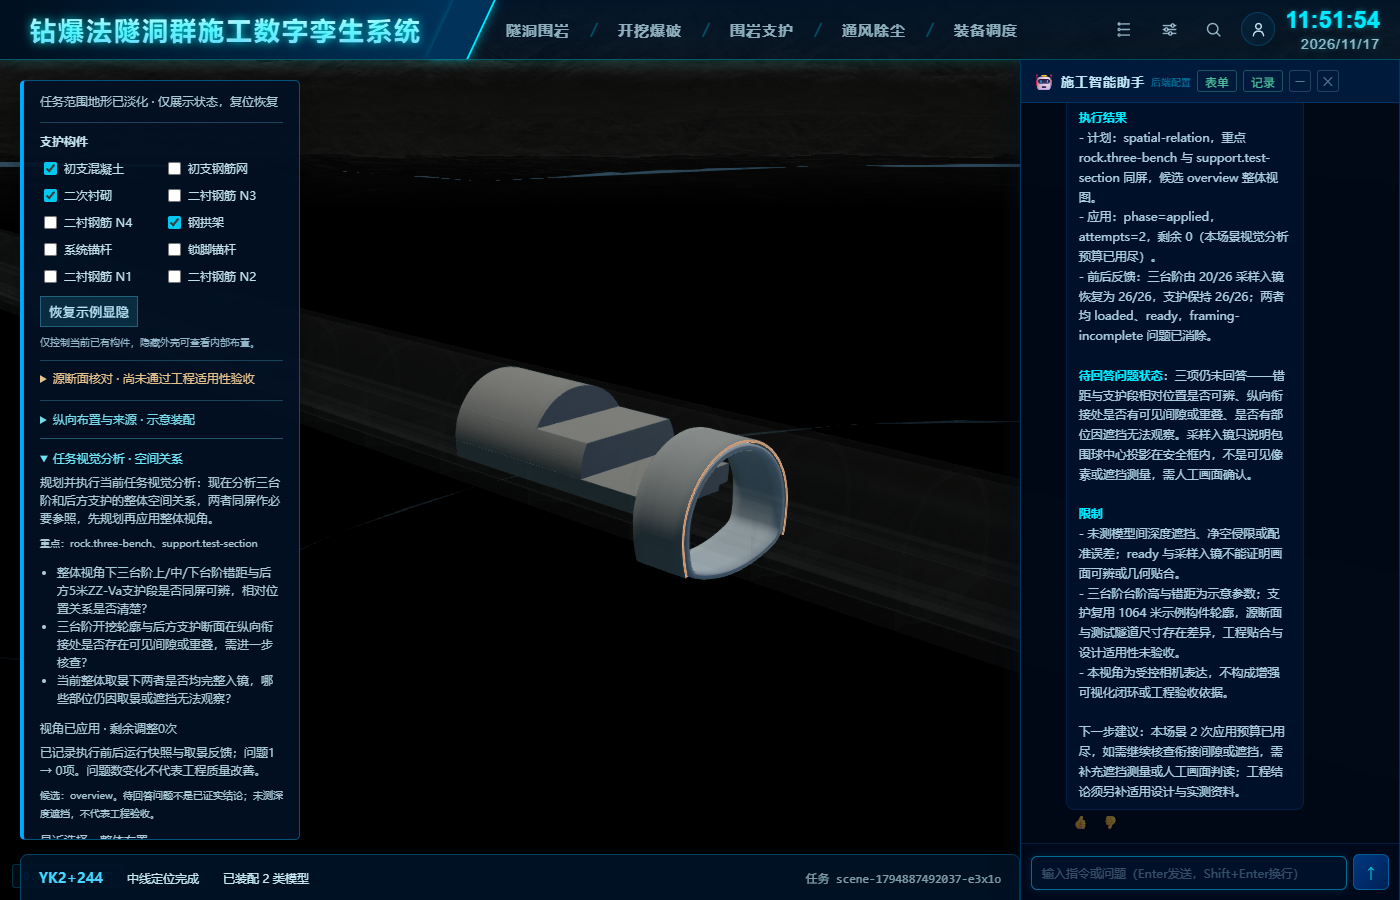 钻爆法隧洞群施工数字孪生系统
隧洞围岩 / 开挖爆破 / 围岩支护 / 通风除尘 / 装备调度
11:51:54
2026/11/17
任务范围地形已淡化 · 仅展示状态，复位恢复
支护构件
初支混凝土 初支钢筋网
二次衬砌 二衬钢筋 N3
二衬钢筋 N4 钢拱架
系统锚杆 锁脚锚杆
二衬钢筋 N1 二衬钢筋 N2
恢复示例显隐
仅控制当前已有构件，隐藏外壳可查看内部布置。
源断面核对 · 尚未通过工程适用性验收
纵向布置与来源 · 示意装配
任务视觉分析 · 空间关系
规划并执行当前任务视觉分析：现在分析三台
阶和后方支护的整体空间关系，两者同屏作必
要参照，先规划再应用整体视角。
重点：rock.three-bench、support.test-section
• 整体视角下三台阶上/中/下台阶错距与后
方5米ZZ-Va支护段是否同屏可辨，相对位
置关系是否清楚？
• 三台阶开挖轮廓与后方支护断面在纵向衔
接处是否存在可见间隙或重叠，需进一步
核查？
• 当前整体取景下两者是否均完整入镜，哪
些部位仍因取景或遮挡无法观察？
视角已应用 · 剩余调整0次
已记录执行前后运行快照与取景反馈；问题1
→ 0项。问题数变化不代表工程质量改善。
候选：overview。待回答问题不是已证实结论；未测深
度遮挡，不代表工程验收。
YK2+244 中线定位完成 已装配 2 类模型
任务 scene-1794887492037-e3x1o
施工智能助手 后端配置 表单 记录
执行结果
- 计划：spatial-relation，重点
rock.three-bench 与 support.test-
section 同屏，候选 overview 整体视
图。
- 应用：phase=applied，
attempts=2，剩余 0（本场景视觉分析
预算已用尽）。
- 前后反馈：三台阶由 20/26 采样入镜
恢复为 26/26，支护保持 26/26；两者
均 loaded、ready，framing-
incomplete 问题已消除。
待回答问题状态：三项仍未回答——错
距与支护段相对位置是否可辨、纵向衔
接处是否有可见间隙或重叠、是否有部
位因遮挡无法观察。采样入镜只说明包
围球中心投影在安全框内，不是可见像
素或遮挡测量，需人工画面确认。
限制
- 未测模型间深度遮挡、净空侵限或配
准误差；ready 与采样入镜不能证明画
面可辨或几何贴合。
- 三台阶台阶高与错距为示意参数；支
护复用 1064 米示例构件轮廓，源断面
与测试隧道尺寸存在差异，工程贴合与
设计适用性未验收。
- 本视角为受控相机表达，不构成增强
可视化闭环或工程验收依据。
下一步建议：本场景 2 次应用预算已用
尽，如需继续核查衔接间隙或遮挡，需
补充遮挡测量或人工画面判读；工程结
论须另补适用设计与实测资料。
输入指令或问题（Enter发送，Shift+Enter换行）